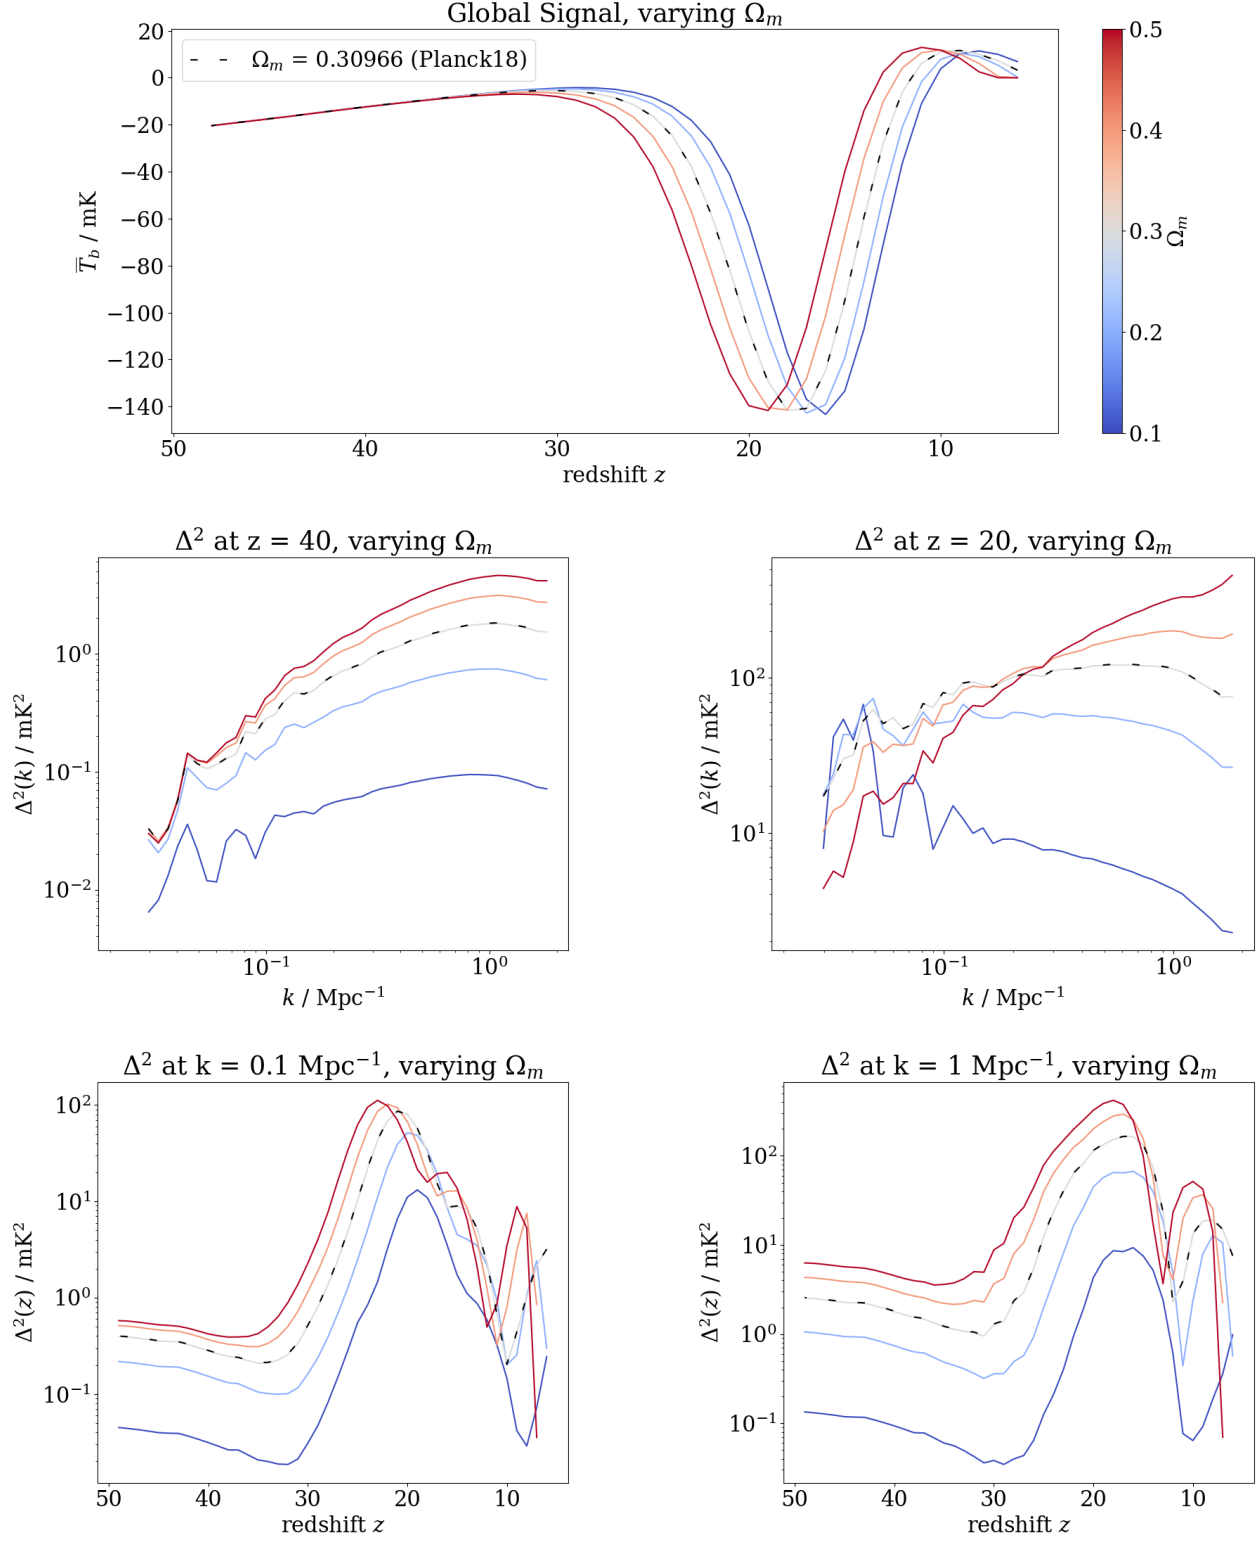 Global Signal, varying Ωₘ
Ωₘ = 0.30966 (Planck18)
20
0
−20
−40
−60
−80
−100
−120
−140
T̅_b / mK
50
40
30
20
10
redshift z
0.5
0.4
0.3
0.2
0.1
Ωₘ
Δ² at z = 40, varying Ωₘ
10⁰
10⁻¹
10⁻²
Δ²(k) / mK²
10⁻¹
10⁰
k / Mpc⁻¹
Δ² at z = 20, varying Ωₘ
10²
10¹
Δ²(k) / mK²
10⁻¹
10⁰
k / Mpc⁻¹
Δ² at k = 0.1 Mpc⁻¹, varying Ωₘ
10²
10¹
10⁰
10⁻¹
Δ²(z) / mK²
50
40
30
20
10
redshift z
Δ² at k = 1 Mpc⁻¹, varying Ωₘ
10²
10¹
10⁰
10⁻¹
Δ²(z) / mK²
50
40
30
20
10
redshift z